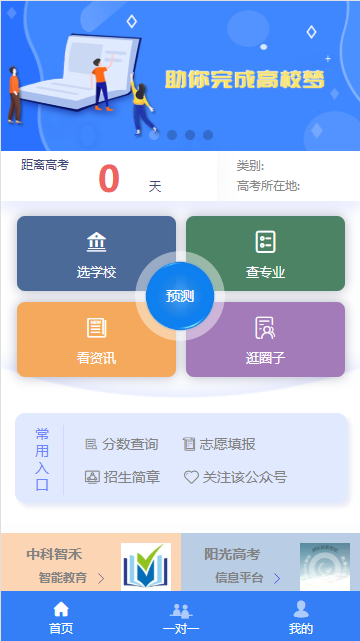 助你完成高校梦
距离高考
0 天
类别:
高考所在地:
选学校
查专业
预测
看资讯
逛圈子
常用入口
分数查询
志愿填报
招生简章
关注该公众号
中科智禾
智能教育
阳光高考
信息平台
首页
一对一
我的